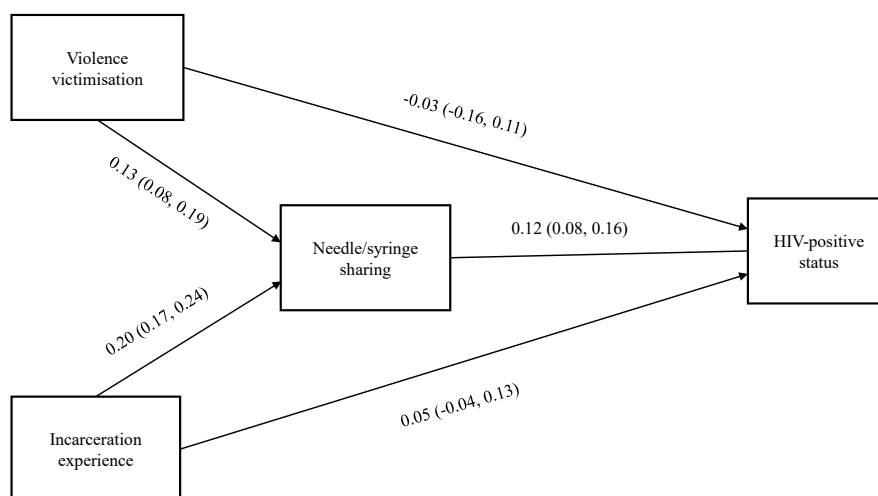 Violence
victimisation
-0.03 (-0.16, 0.11)
0.13 (0.08, 0.19)
Needle/syringe
sharing
0.12 (0.08, 0.16)
HIV-positive
status
0.20 (0.17, 0.24)
Incarceration
experience
0.05 (-0.04, 0.13)